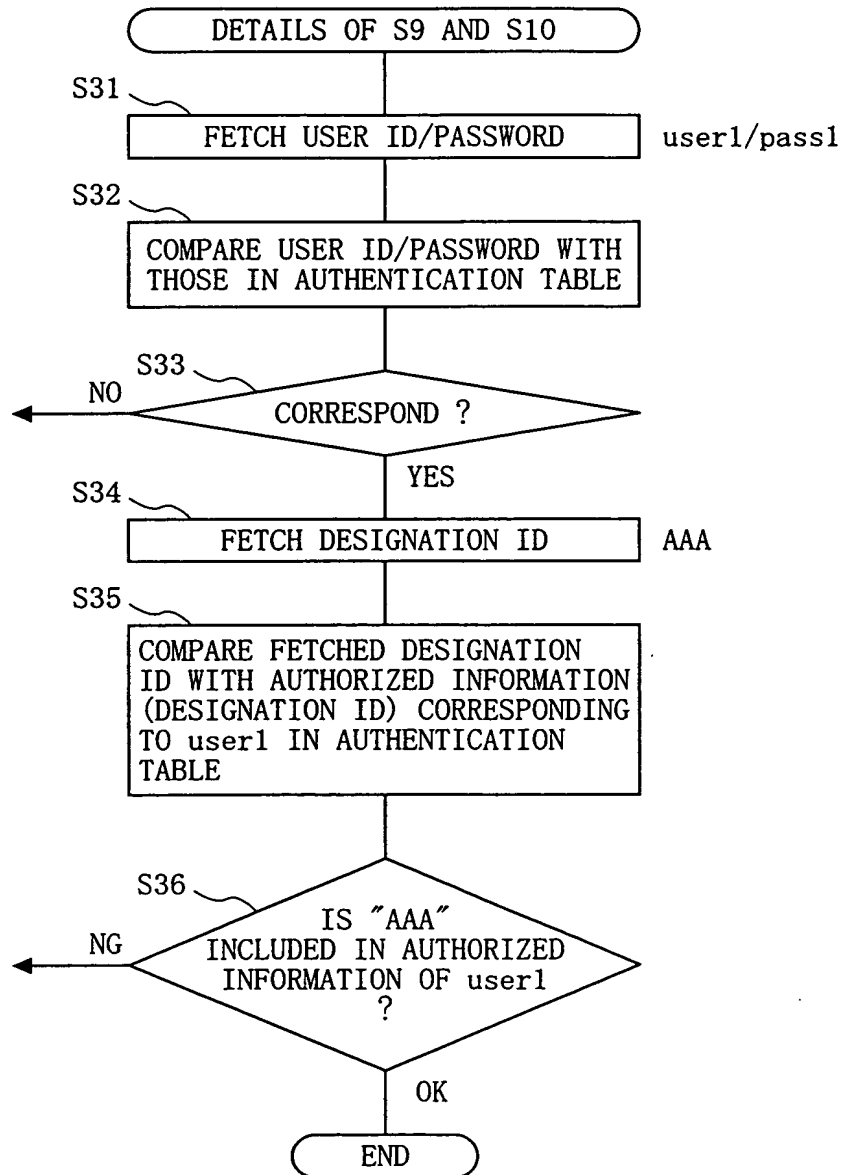 DETAILS OF S9 AND S10
S31
FETCH USER ID/PASSWORD
user1/pass1
S32
COMPARE USER ID/PASSWORD WITH
THOSE IN AUTHENTICATION TABLE
S33
NO
CORRESPOND ?
YES
S34
FETCH DESIGNATION ID
AAA
S35
COMPARE FETCHED DESIGNATION
ID WITH AUTHORIZED INFORMATION
(DESIGNATION ID) CORRESPONDING
TO user1 IN AUTHENTICATION
TABLE
S36
NG
IS "AAA"
INCLUDED IN AUTHORIZED
INFORMATION OF user1
?
OK
END